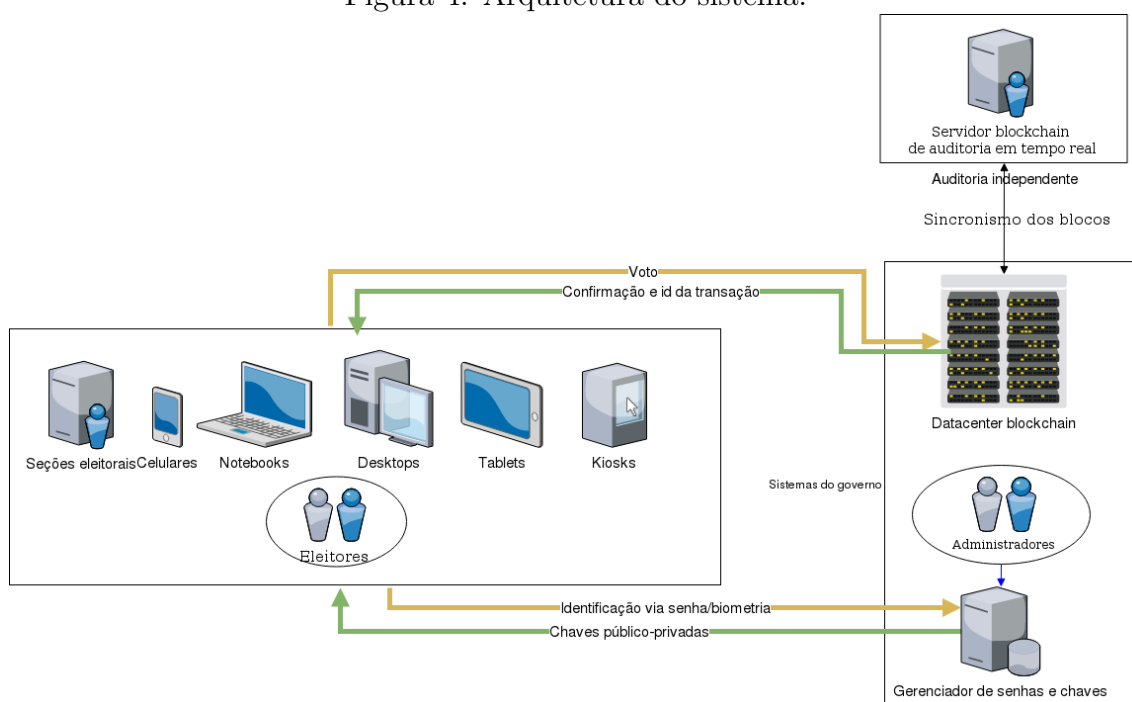 Figura 4: Arquitetura do sistema.
Servidor blockchain
de auditoria em tempo real
Auditoria independente
Sincronismo dos blocos
Voto
Confirmação e id da transação
Datacenter blockchain
Seções eleitorais
Celulares
Notebooks
Desktops
Tablets
Kiosks
Eleitores
Sistemas do governo
Administradores
Identificação via senha/biometria
Chaves público-privadas
Gerenciador de senhas e chaves